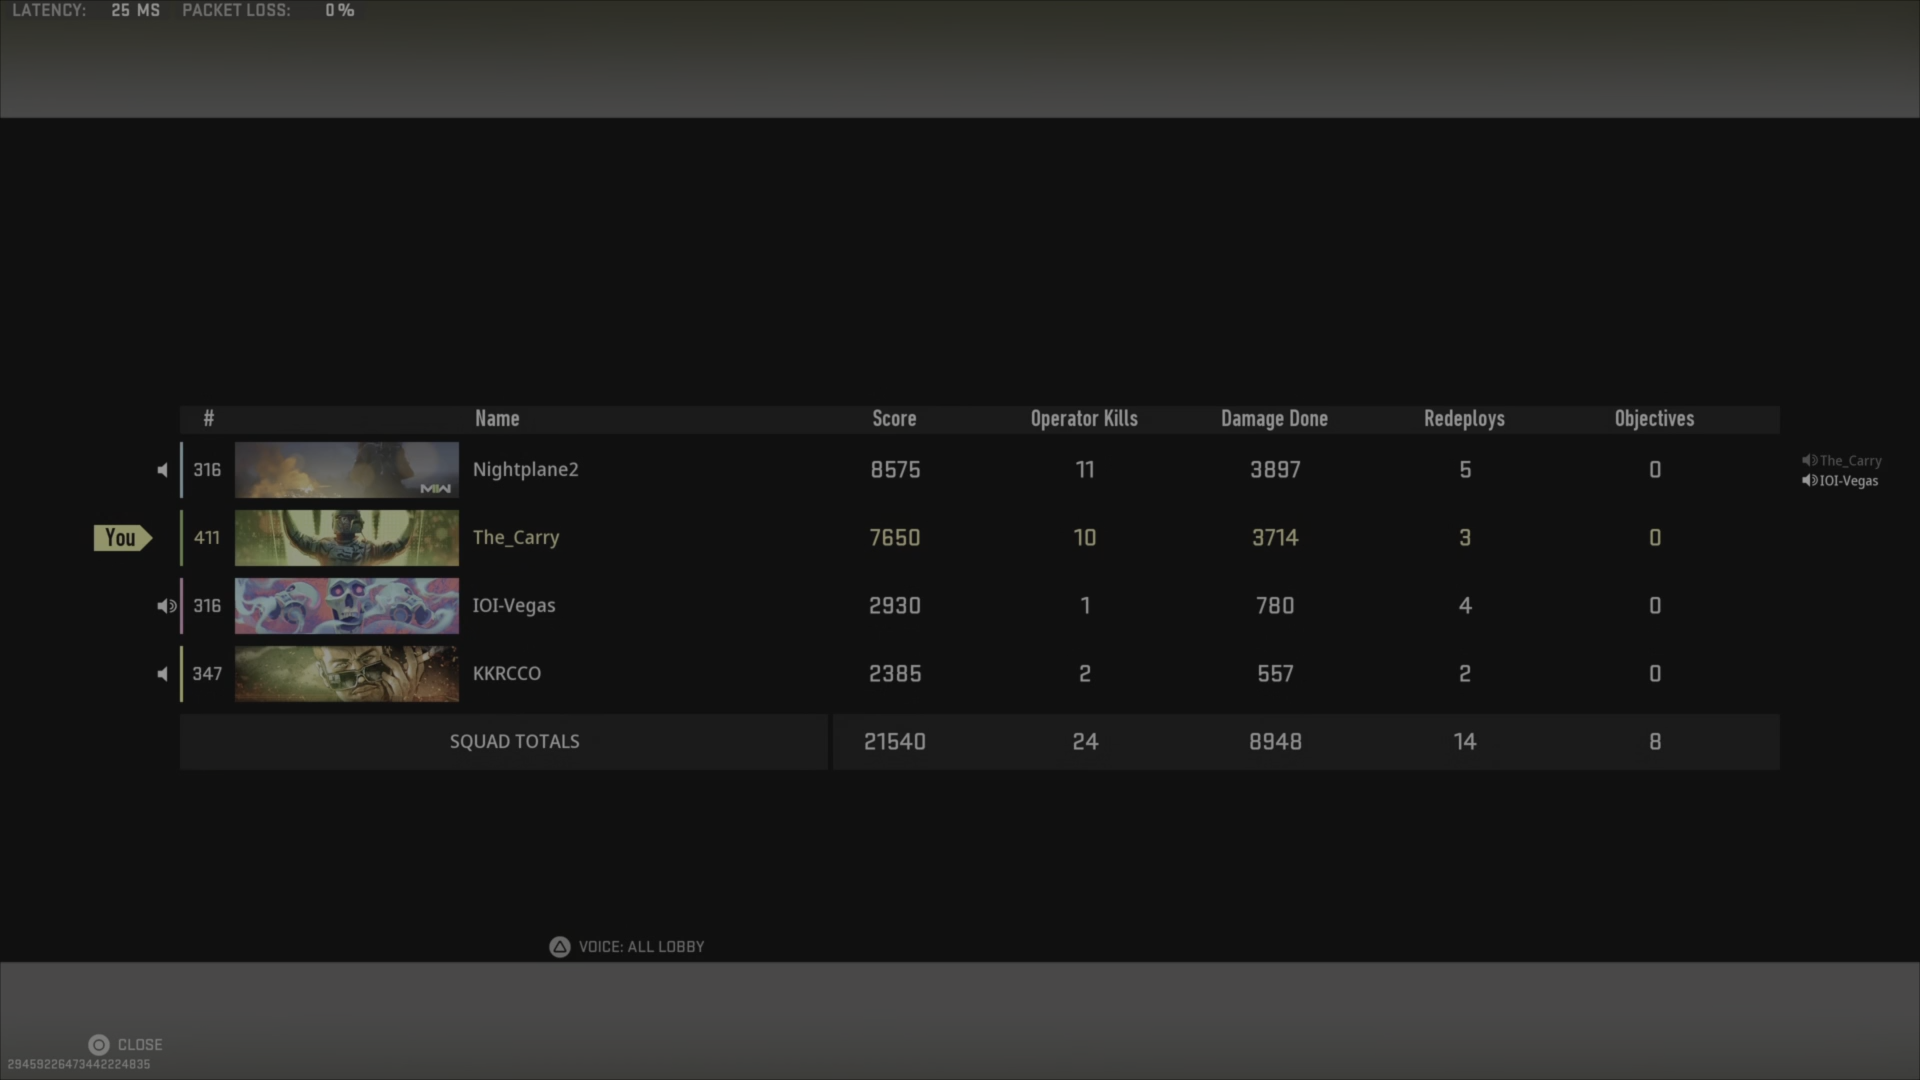 LATENCY: 25 MS PACKET LOSS: 0 %
# Name Score Operator Kills Damage Done Redeploys Objectives
316 MW Nightplane2 8575 11 3897 5 0
The_Carry
IOI-Vegas
You 411 The_Carry 7650 10 3714 3 0
316 IOI-Vegas 2930 1 780 4 0
347 KKRCCO 2385 2 557 2 0
SQUAD TOTALS 21540 24 8948 14 8
VOICE: ALL LOBBY
CLOSE
29459226473442224835